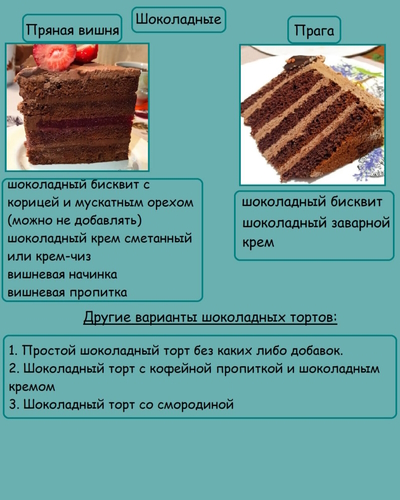 Шоколадные
Пряная вишня
Прага
шоколадный бисквит с
корицей и мускатным орехом
(можно не добавлять)
шоколадный крем сметанный
или крем-чиз
вишневая начинка
вишневая пропитка
шоколадный бисквит
шоколадный заварной
крем
Другие варианты шоколадных тортов:
1. Простой шоколадный торт без каких либо добавок.
2. Шоколадный торт с кофейной пропиткой и шоколадным
кремом
3. Шоколадный торт со смородиной